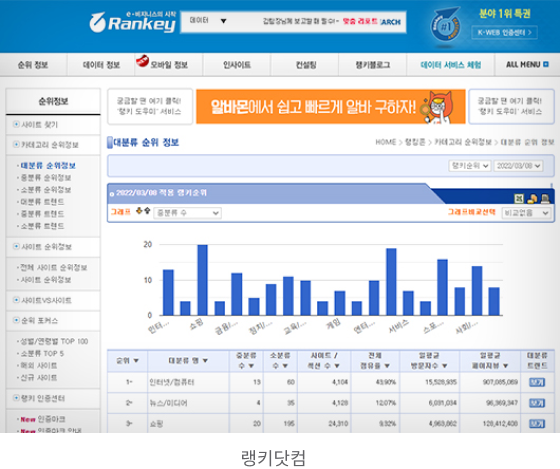 e-비지니스의 시작
Rankey
데이터
맞춤 리포트
SEARCH
분야 1위 특권
K-WEB 인증센터 >
순위 정보
데이터 정보
모바일 정보
인사이트
컨설팅
랭키블로그
데이터 서비스 체험
ALL MENU
순위정보
사이트 찾기
카테고리 순위정보
대분류 순위정보
중분류 순위정보
소분류 순위정보
대분류 트렌드
중분류 트렌드
소분류 트렌드
사이트 순위정보
전체 사이트 순위정보
사이트 순위정보
사이트VS사이트
순위 포커스
성별/연령별 TOP 100
소분류 TOP 5
해외 사이트
신규 사이트
랭키 인증센터
New 인증마크
New 인증마크 안내
궁금할 땐 여기 클릭!
'랭키 도우미' 서비스
알바몬에서 쉽고 빠르게 알바 구하자!
궁금할 땐 여기 클릭!
'랭키 도우미' 서비스
대분류 순위 정보
HOME > 랭킹존 > 카테고리 순위정보 > 대분류 순위 정보
랭키순위
2022/03/08
2022/03/08 적용 랭키순위
그래프
중분류 수
그래프비교선택
비교없음
20
10
0
인터...
쇼핑
금융/...
정치/...
교육/...
게임
엔터...
서비스
스포...
사회/...
순위
대분류 명
중분류 수
소분류 수
사이트 / 섹션 수
전체 점유율
일평균 방문자수
일평균 페이지뷰
대분류 트렌드
1-
인터넷/컴퓨터
13
60
4,104
43.90%
15,528,935
907,085,069
보기
2-
뉴스/미디어
4
35
4,128
12.07%
6,031,034
96,369,347
보기
3-
쇼핑
20
195
24,310
9.32%
4,963,862
128,412,408
보기
랭키닷컴